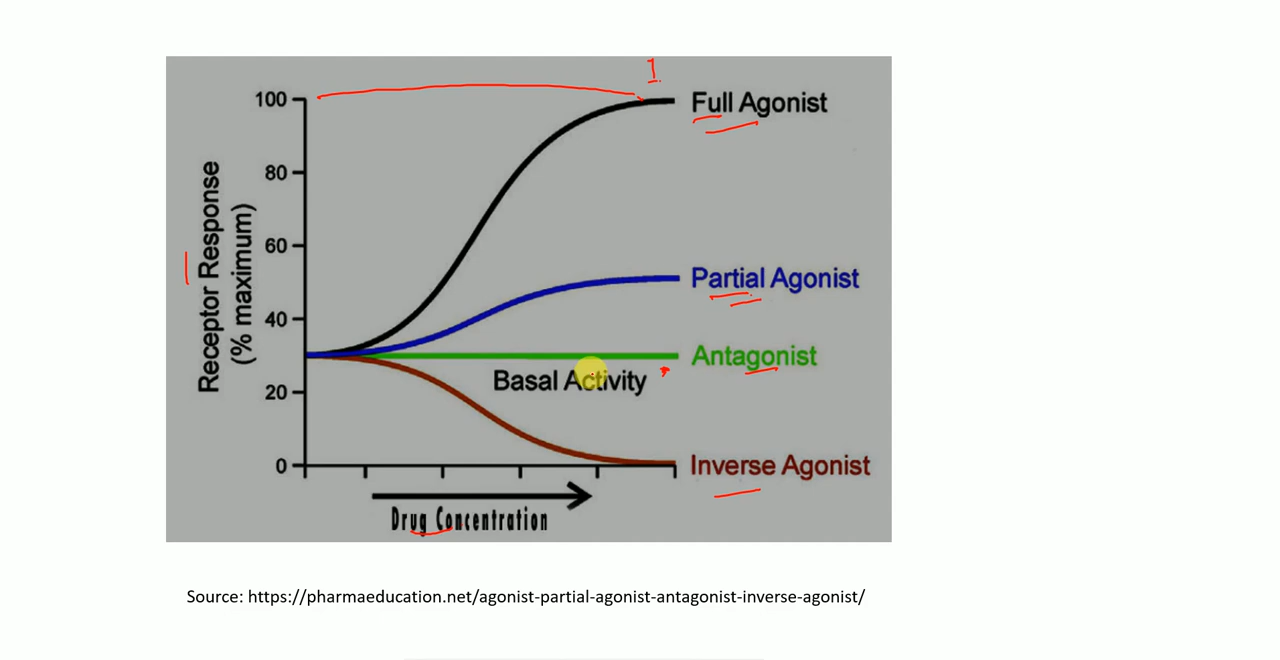 1
100
Full Agonist
80
60
Receptor Response
(% maximum)
Partial Agonist
40
Antagonist
Basal Activity
20
0
Inverse Agonist
Drug Concentration
Source: https://pharmaeducation.net/agonist-partial-agonist-antagonist-inverse-agonist/